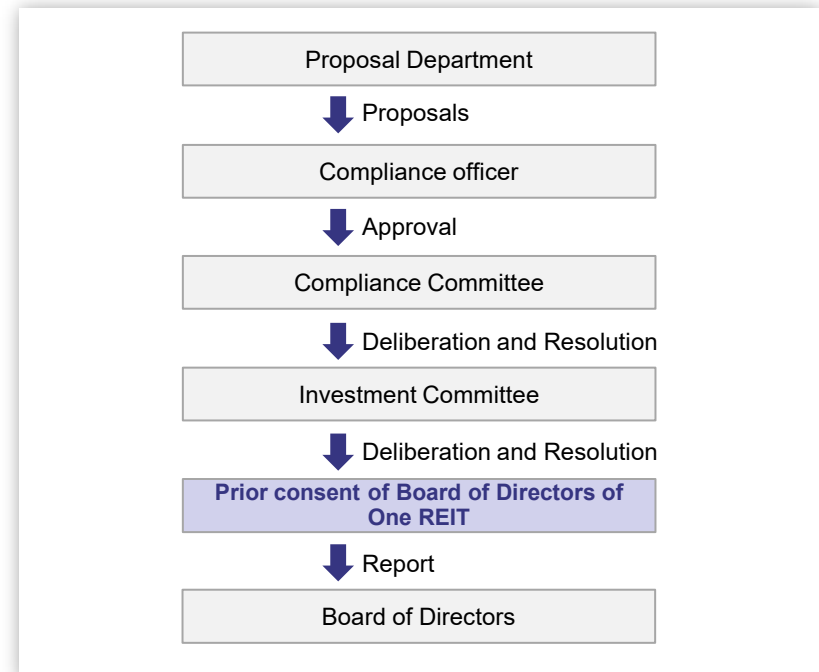 Proposal Department
Proposals
Compliance officer
Approval
Compliance Committee
Deliberation and Resolution
Investment Committee
Deliberation and Resolution
Prior consent of Board of Directors of
One REIT
Report
Board of Directors